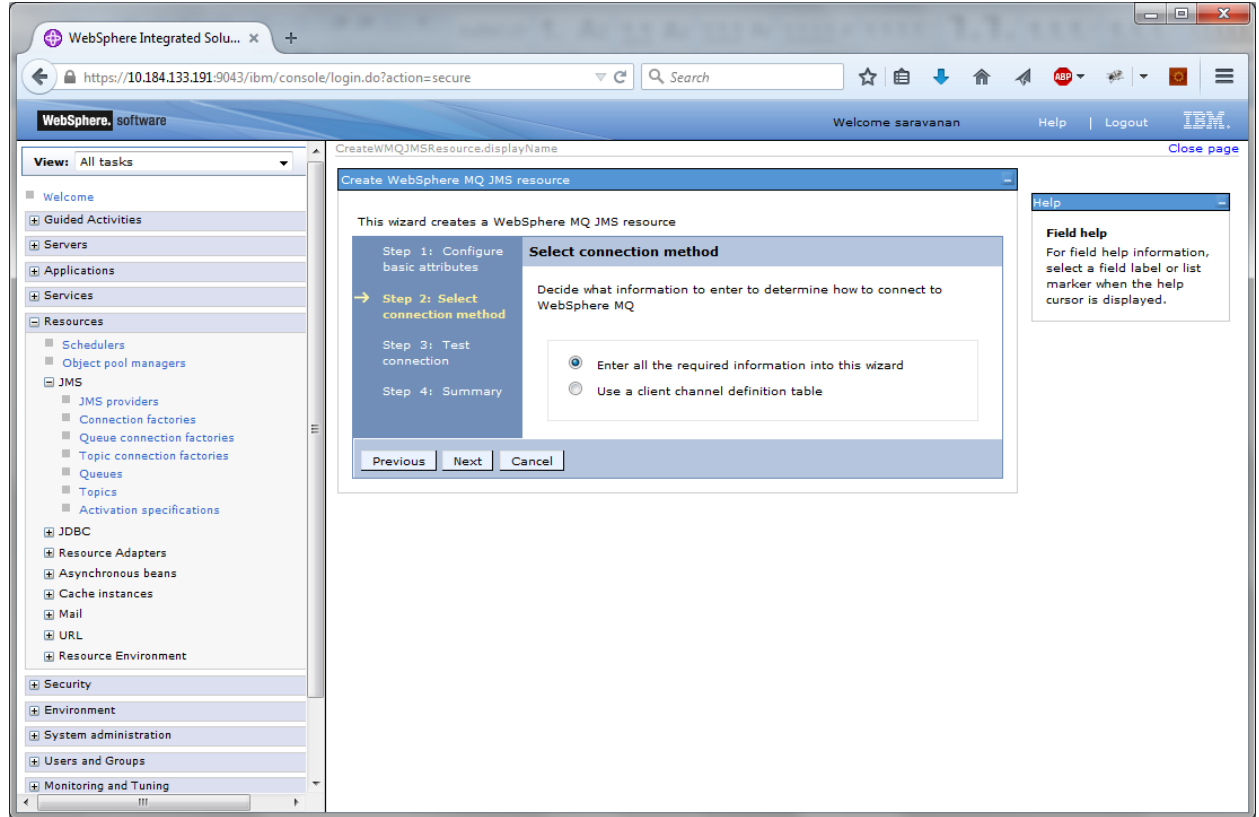 WebSphere Integrated Solu...
https://10.184.133.191:9043/ibm/console/login.do?action=secure
Search
ABP
WebSphere. software
Welcome saravanan
Help | Logout
IBM.
View: All tasks
CreateWMQJMSResource.displayName
Close page
Welcome
Guided Activities
Servers
Applications
Services
Resources
Schedulers
Object pool managers
JMS
JMS providers
Connection factories
Queue connection factories
Topic connection factories
Queues
Topics
Activation specifications
JDBC
Resource Adapters
Asynchronous beans
Cache instances
Mail
URL
Resource Environment
Security
Environment
System administration
Users and Groups
Monitoring and Tuning
Create WebSphere MQ JMS resource
This wizard creates a WebSphere MQ JMS resource
Step 1: Configure
basic attributes
Step 2: Select
connection method
Step 3: Test
connection
Step 4: Summary
Select connection method
Decide what information to enter to determine how to connect to
WebSphere MQ
Enter all the required information into this wizard
Use a client channel definition table
Previous Next Cancel
Help
Field help
For field help information,
select a field label or list
marker when the help
cursor is displayed.